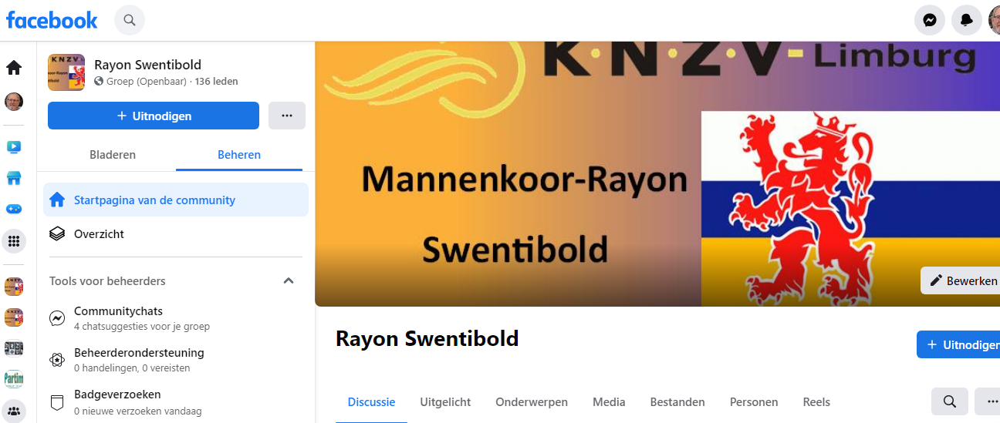 facebook
Rayon Swentibold
Groep (Openbaar) · 136 leden
+ Uitnodigen
Bladeren
Beheren
Startpagina van de community
Overzicht
Tools voor beheerders
Communitychats
4 chatsuggesties voor je groep
Beheerderondersteuning
0 handelingen, 0 vereisten
Badgeverzoeken
0 nieuwe verzoeken vandaag
K·N·Z·V-Limburg
Mannenkoor-Rayon
Swentibold
Bewerken
Rayon Swentibold
+ Uitnodigen
Discussie
Uitgelicht
Onderwerpen
Media
Bestanden
Personen
Reels